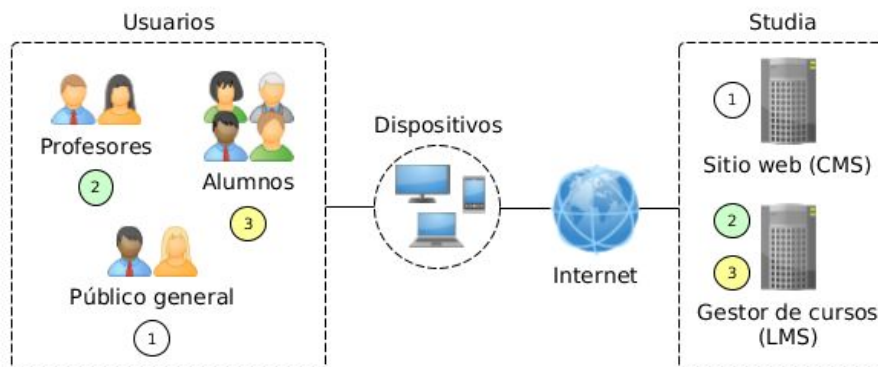 Usuarios
Studia
Profesores
2
Alumnos
3
Público general
1
Dispositivos
Internet
1
Sitio web (CMS)
2
3
Gestor de cursos
(LMS)